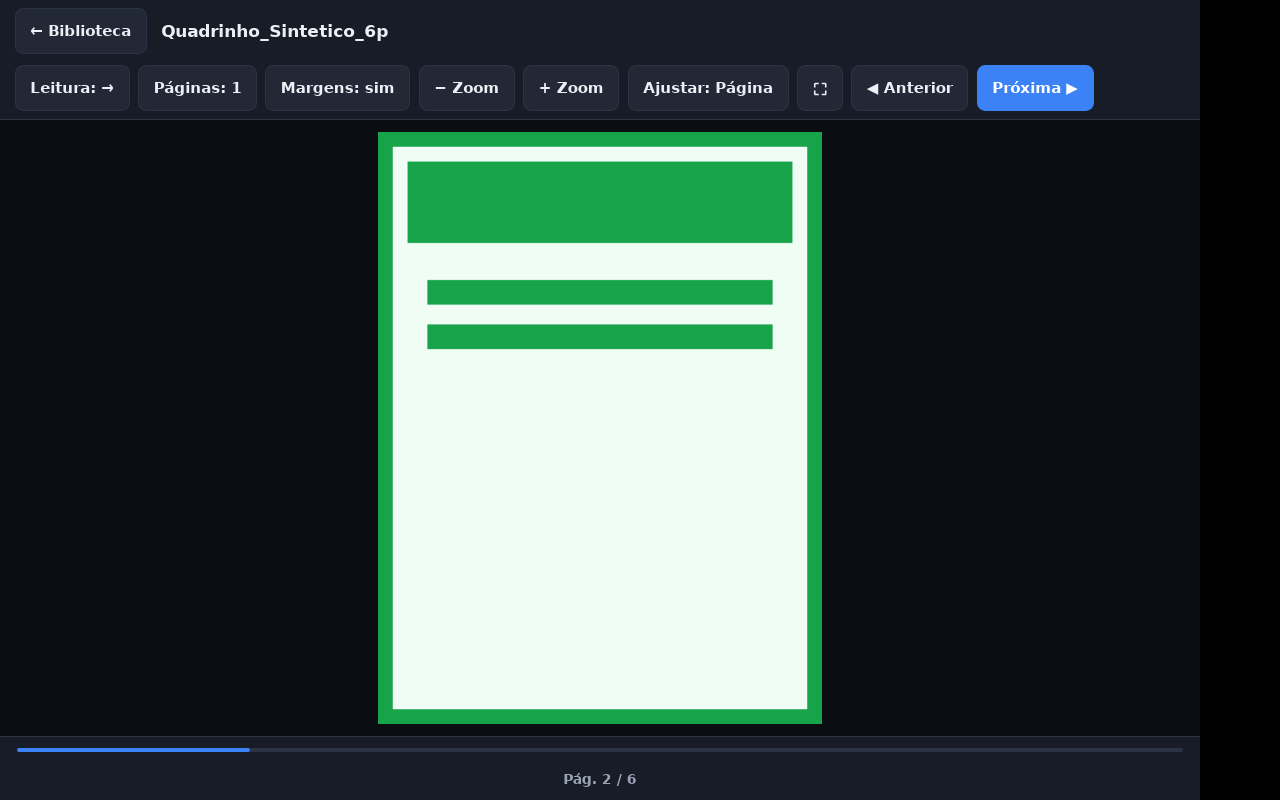 ← Biblioteca Quadrinho_Sintetico_6p
Leitura: → Páginas: 1 Margens: sim − Zoom + Zoom Ajustar: Página ⛶ ◀ Anterior Próxima ▶
Pág. 2 / 6